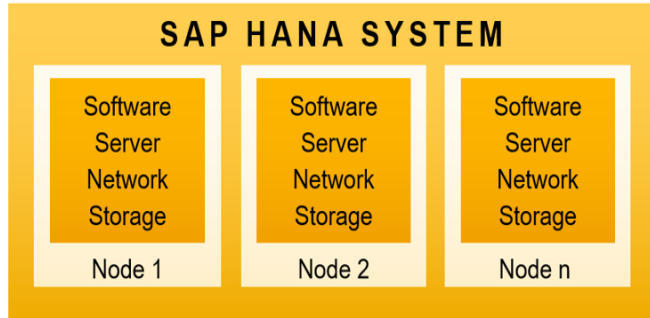 SAP HANA SYSTEM
Software
Server
Network
Storage
Node 1
Software
Server
Network
Storage
Node 2
Software
Server
Network
Storage
Node n